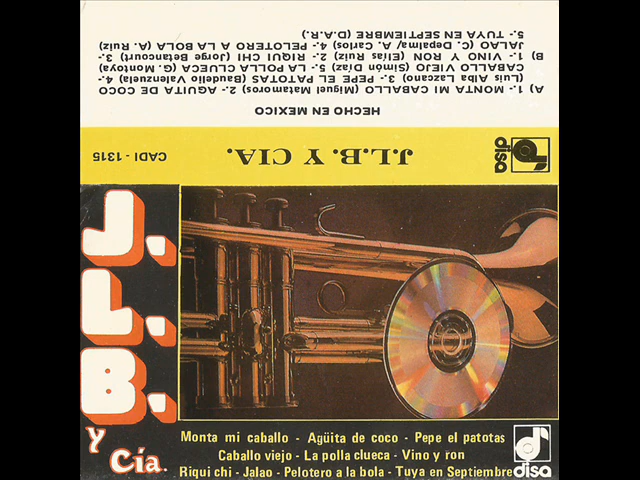 disa
J.L.B. Y CIA.
CADI - 1315
HECHO EN MEXICO
A) 1.- MONTA MI CABALLO (Miguel Matamoros) 2.- AGUITA DE COCO
(Luis Alba Lazzcano) 3.- PEPE EL PATOTAS (Baudelio Valenzuela) 4.-
CABALLO VIEJO (Simón Díaz) 5.- LA POLLA CLUECA (G. Montoya)
B) 1.- VINO Y RON (Elías Ruiz) 2.- RIQUI CHI (Jorge Betancourt) 3.-
JALAO (C. Depalma, A. Carlos) 4.- PELOTERO A LA BOLA (A. Ruiz)
5.- TUYA EN SEPTIEMBRE (D.A.R.)
J.
L.
B.
y
Cía.
Monta mi caballo - Agüita de coco - Pepe el patotas
Caballo viejo - La polla clueca - Vino y ron
Riqui chi - Jalao - Pelotero a la bola - Tuya en Septiembre
disa